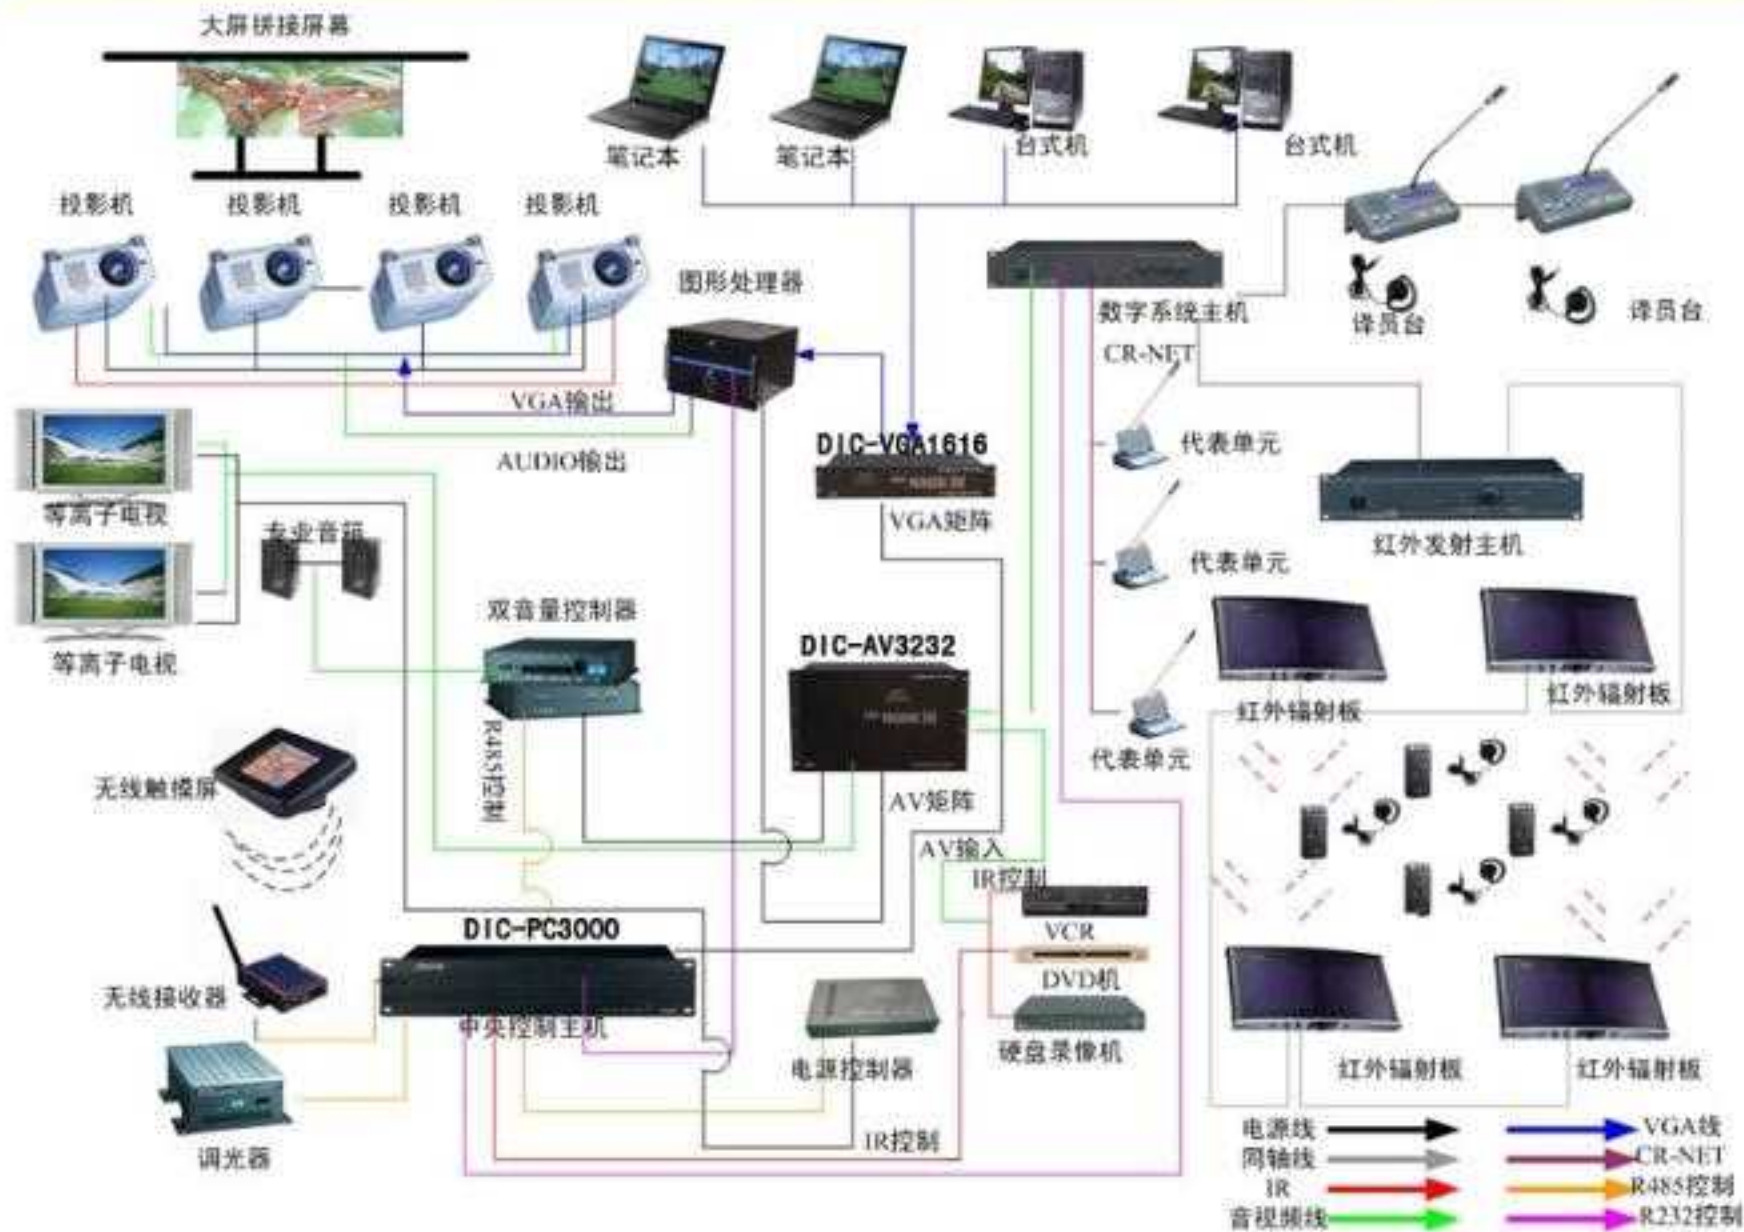 大屏拼接屏幕
笔记本
笔记本
台式机
台式机
投影机
投影机
投影机
投影机
图形处理器
数字系统主机
CR-NET
译员台
译员台
VGA输出
AUDIO输出
DIC-VGA1616
VGA矩阵
代表单元
代表单元
代表单元
红外发射主机
等离子电视
等离子电视
专业音箱
双音量控制器
R485控制
DIC-AV3232
AV矩阵
AV输入
IR控制
红外辐射板
红外辐射板
无线触摸屏
无线接收器
DIC-PC3000
中央控制主机
调光器
VCR
DVD机
硬盘录像机
电源控制器
IR控制
红外辐射板
红外辐射板
电源线
VGA线
同轴线
CR-NET
IR
R485控制
音视频线
R232控制